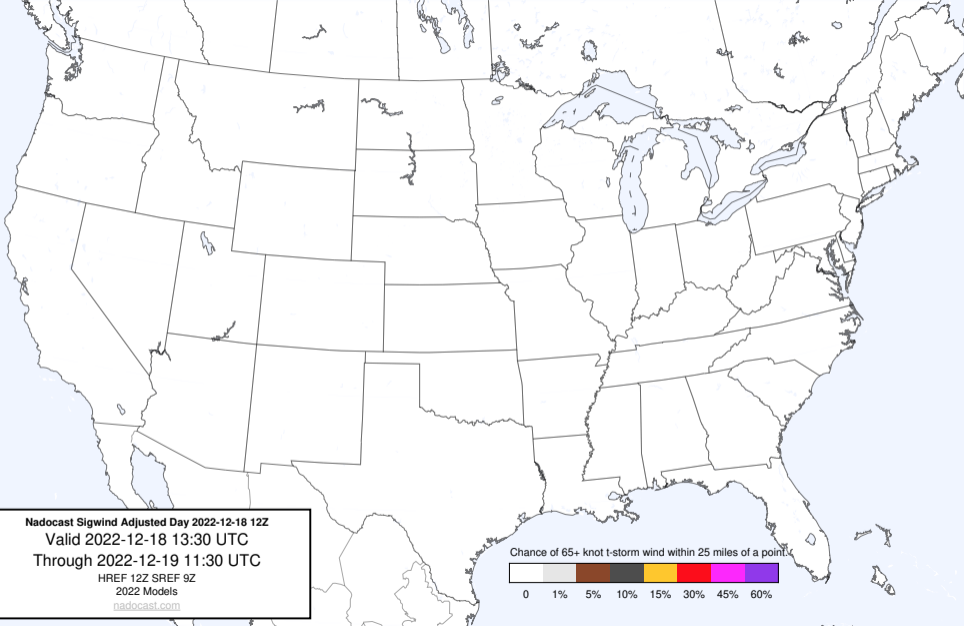 Nadocast Sigwind Adjusted Day 2022-12-18 12Z
Valid 2022-12-18 13:30 UTC
Through 2022-12-19 11:30 UTC
HREF 12Z SREF 9Z
2022 Models
nadocast.com
Chance of 65+ knot t-storm wind within 25 miles of a point.
0 1% 5% 10% 15% 30% 45% 60%